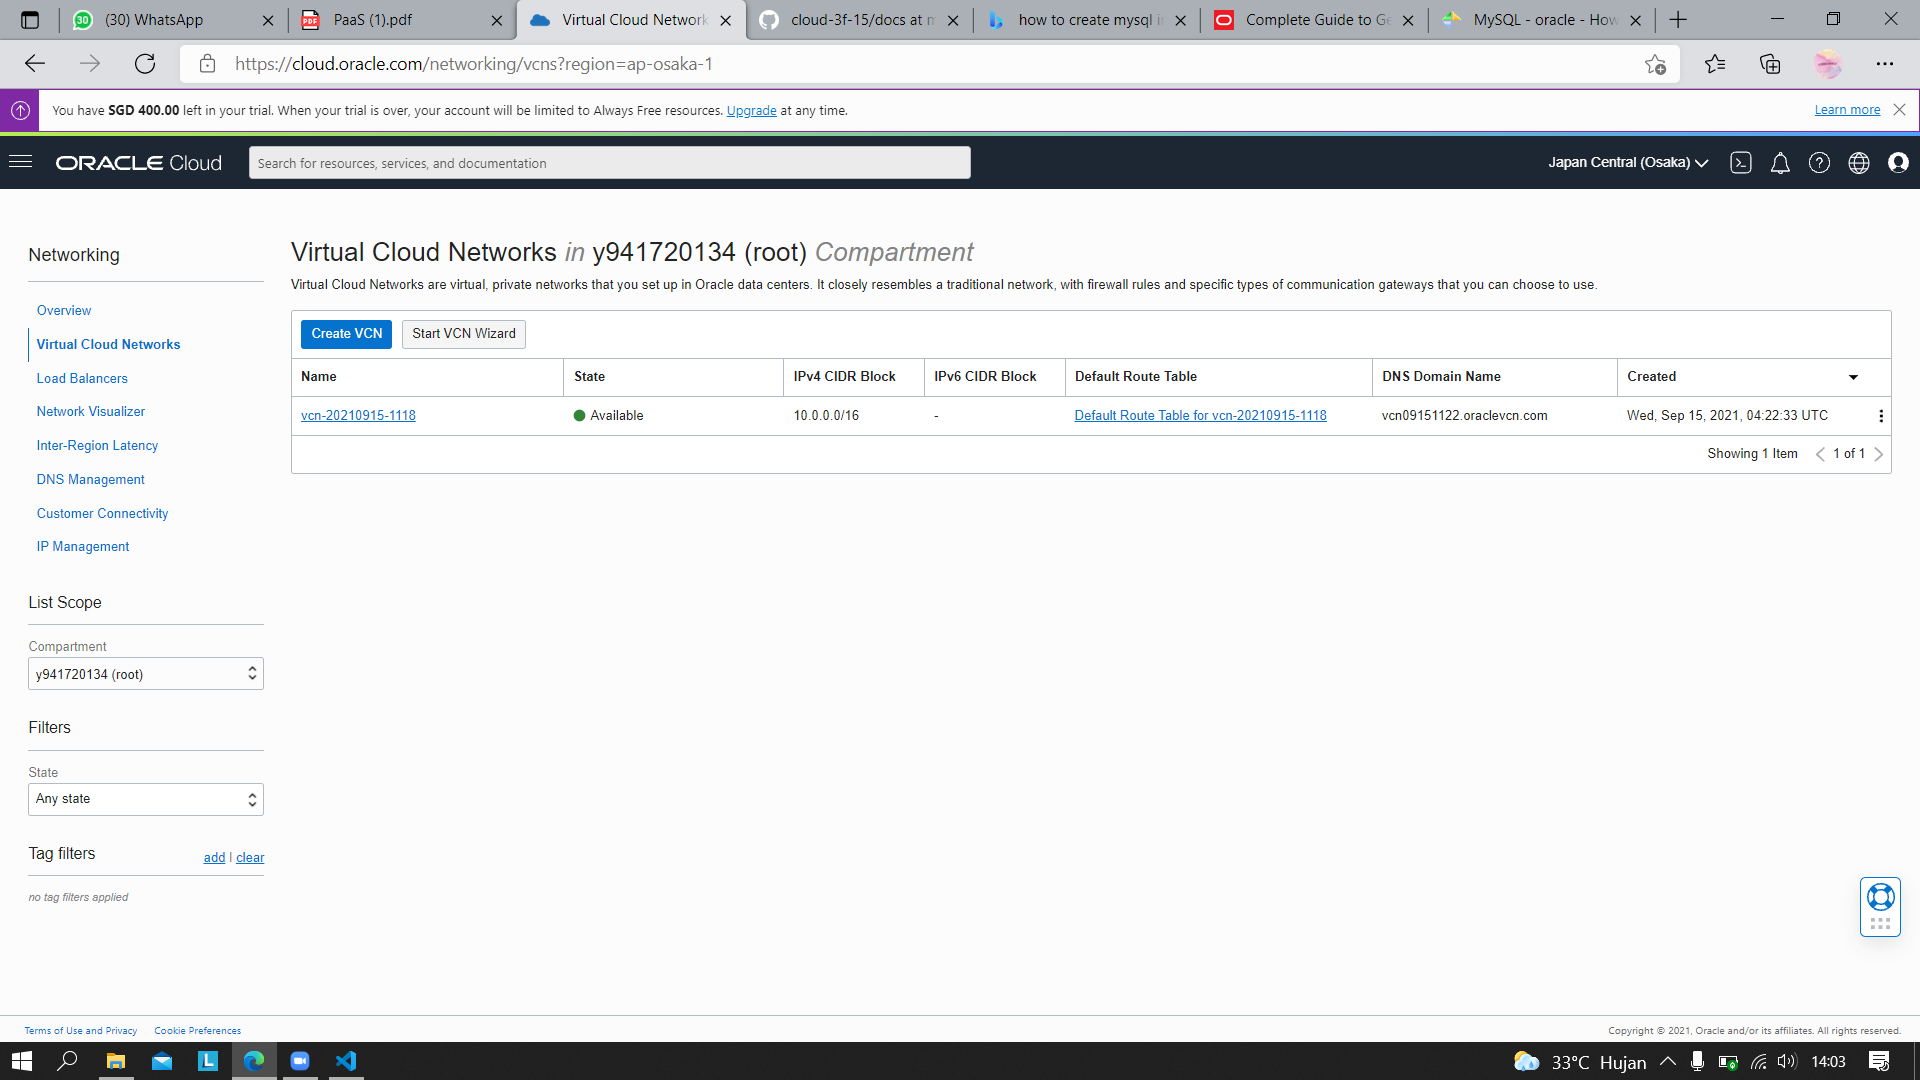 (30) WhatsApp
PaaS (1).pdf
Virtual Cloud Network
cloud-3f-15/docs at m
how to create mysql i
Complete Guide to Ge
MySQL - oracle - How
https://cloud.oracle.com/networking/vcns?region=ap-osaka-1
You have SGD 400.00 left in your trial. When your trial is over, your account will be limited to Always Free resources. Upgrade at any time.
Learn more
ORACLE Cloud
Search for resources, services, and documentation
Japan Central (Osaka)
Networking
Overview
Virtual Cloud Networks
Load Balancers
Network Visualizer
Inter-Region Latency
DNS Management
Customer Connectivity
IP Management
List Scope
Compartment
y941720134 (root)
Filters
State
Any state
Tag filters
add | clear
no tag filters applied
Virtual Cloud Networks in y941720134 (root) Compartment
Virtual Cloud Networks are virtual, private networks that you set up in Oracle data centers. It closely resembles a traditional network, with firewall rules and specific types of communication gateways that you can choose to use.
Create VCN
Start VCN Wizard
Name State IPv4 CIDR Block IPv6 CIDR Block Default Route Table DNS Domain Name Created
vcn-20210915-1118 Available 10.0.0.0/16 - Default Route Table for vcn-20210915-1118 vcn09151122.oraclevcn.com Wed, Sep 15, 2021, 04:22:33 UTC
Showing 1 Item 1 of 1
Terms of Use and Privacy
Cookie Preferences
Copyright © 2021, Oracle and/or its affiliates. All rights reserved.
33°C Hujan
14:03